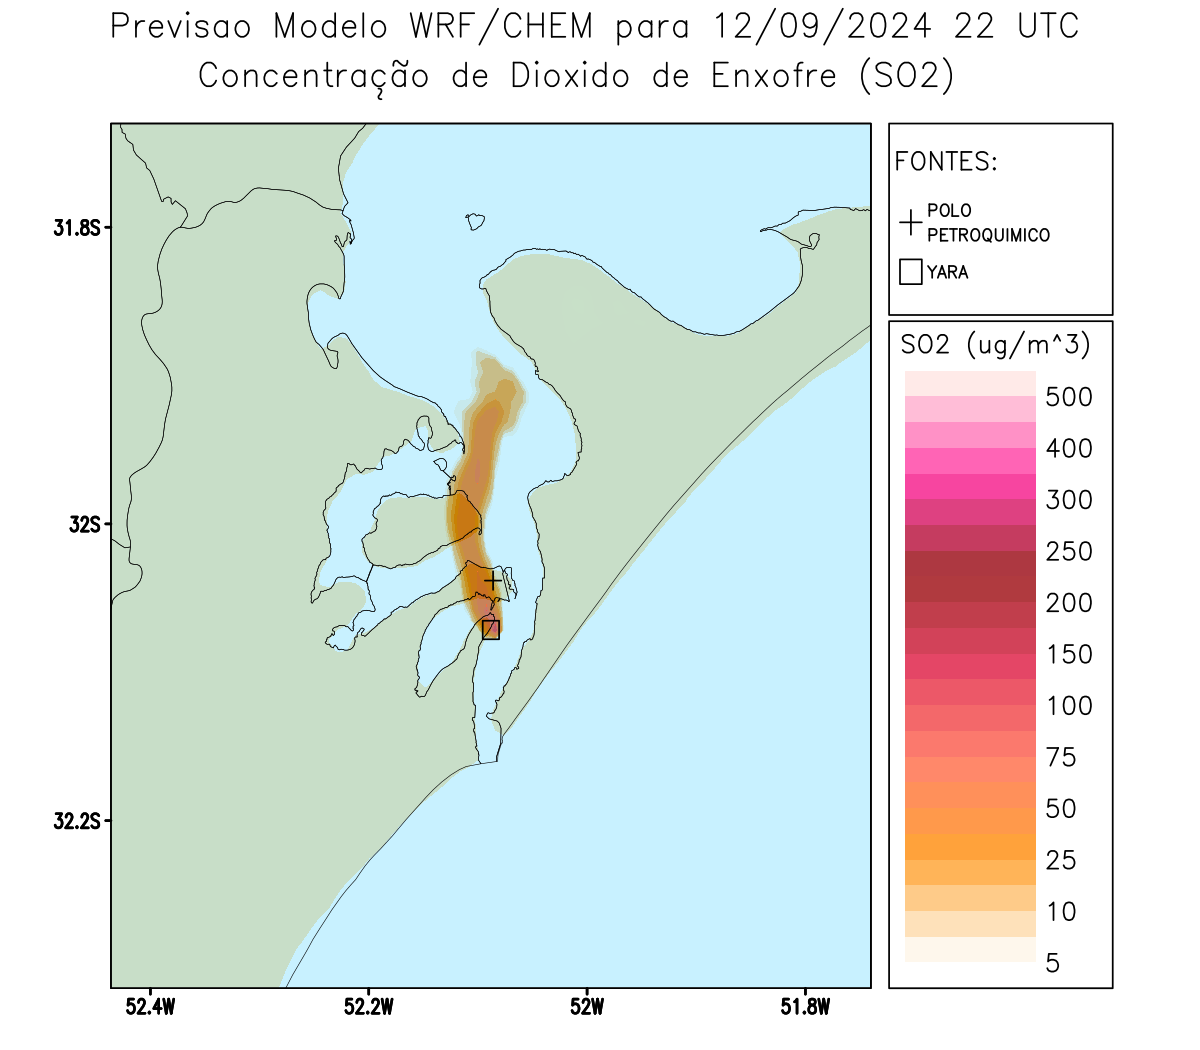 Previsao Modelo WRF/CHEM para 12/09/2024 22 UTC
Concentração de Dioxido de Enxofre (SO2)
FONTES:
POLO
PETROQUIMICO
YARA
SO2 (ug/m^3)
500
400
300
250
200
150
100
75
50
25
10
5
31.8S
32S
32.2S
52.4W
52.2W
52W
51.8W